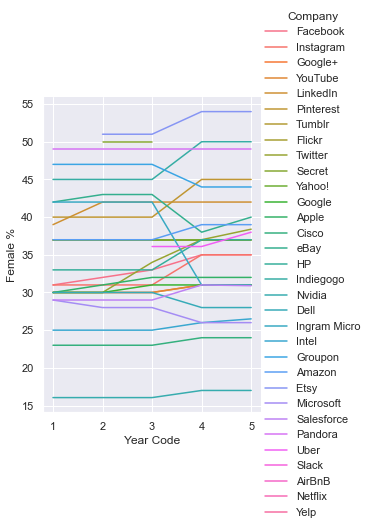 Company
Facebook
Instagram
Google+
YouTube
LinkedIn
Pinterest
Tumblr
Flickr
Twitter
Secret
Yahoo!
Google
Apple
Cisco
eBay
HP
Indiegogo
Nvidia
Dell
Ingram Micro
Intel
Groupon
Amazon
Etsy
Microsoft
Salesforce
Pandora
Uber
Slack
AirBnB
Netflix
Yelp
55
50
45
40
35
30
25
20
15
Female %
1 2 3 4 5
Year Code